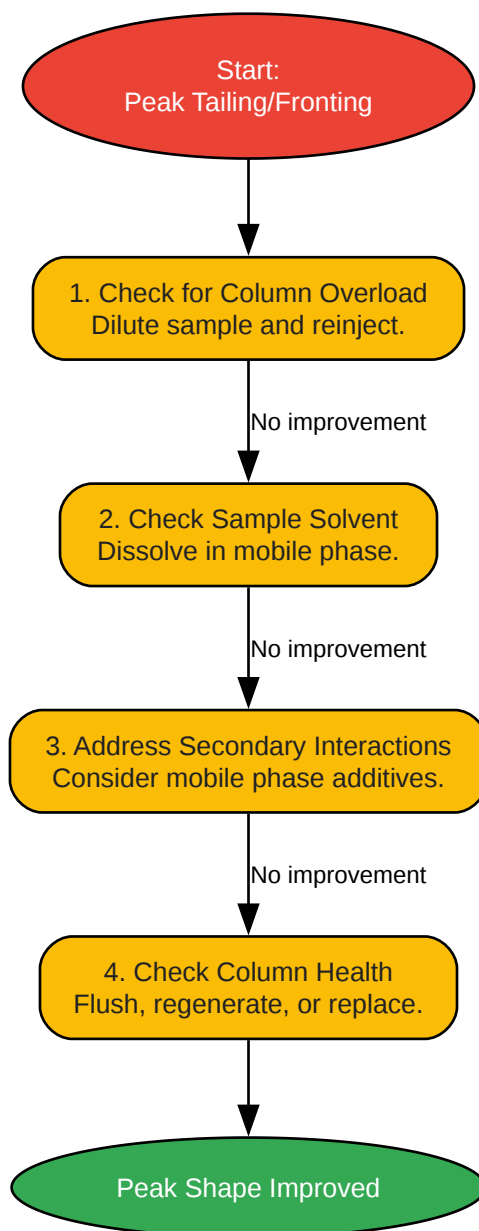 Start:
Peak Tailing/Fronting
1. Check for Column Overload
Dilute sample and reinject.
No improvement
2. Check Sample Solvent
Dissolve in mobile phase.
No improvement
3. Address Secondary Interactions
Consider mobile phase additives.
No improvement
4. Check Column Health
Flush, regenerate, or replace.
Peak Shape Improved